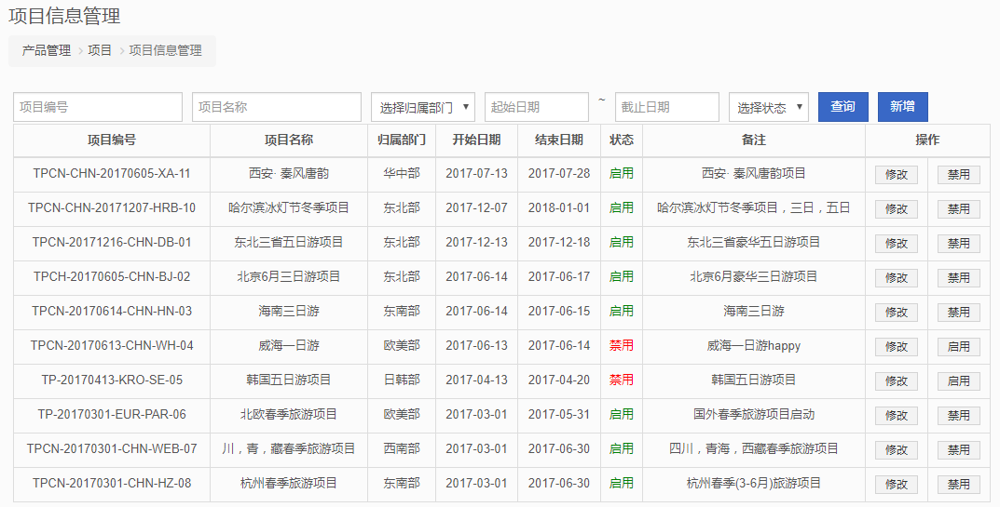 项目信息管理
产品管理 > 项目 > 项目信息管理
项目编号 项目名称 选择归属部门 ▼ 起始日期 ~ 截止日期 选择状态 ▼ 查询 新增
项目编号 项目名称 归属部门 开始日期 结束日期 状态 备注 操作
TPCN-CHN-20170605-XA-11 西安· 秦风唐韵 华中部 2017-07-13 2017-07-28 启用 西安· 秦风唐韵项目 修改 禁用
TPCN-CHN-20171207-HRB-10 哈尔滨冰灯节冬季项目 东北部 2017-12-07 2018-01-01 启用 哈尔滨冰灯节冬季项目，三日，五日 修改 禁用
TPCN-20171216-CHN-DB-01 东北三省五日游项目 东北部 2017-12-13 2017-12-18 启用 东北三省豪华五日游项目 修改 禁用
TPCH-20170605-CHN-BJ-02 北京6月三日游项目 东北部 2017-06-14 2017-06-17 启用 北京6月豪华三日游项目 修改 禁用
TPCN-20170614-CHN-HN-03 海南三日游 东南部 2017-06-14 2017-06-15 启用 海南三日游 修改 禁用
TPCN-20170613-CHN-WH-04 威海一日游 欧美部 2017-06-13 2017-06-14 禁用 威海一日游happy 修改 启用
TP-20170413-KRO-SE-05 韩国五日游项目 日韩部 2017-04-13 2017-04-20 禁用 韩国五日游项目 修改 启用
TP-20170301-EUR-PAR-06 北欧春季旅游项目 欧美部 2017-03-01 2017-05-31 启用 国外春季旅游项目启动 修改 禁用
TPCN-20170301-CHN-WEB-07 川，青，藏春季旅游项目 西南部 2017-03-01 2017-06-30 启用 四川，青海，西藏春季旅游项目 修改 禁用
TPCN-20170301-CHN-HZ-08 杭州春季旅游项目 东南部 2017-03-01 2017-06-30 启用 杭州春季(3-6月)旅游项目 修改 禁用